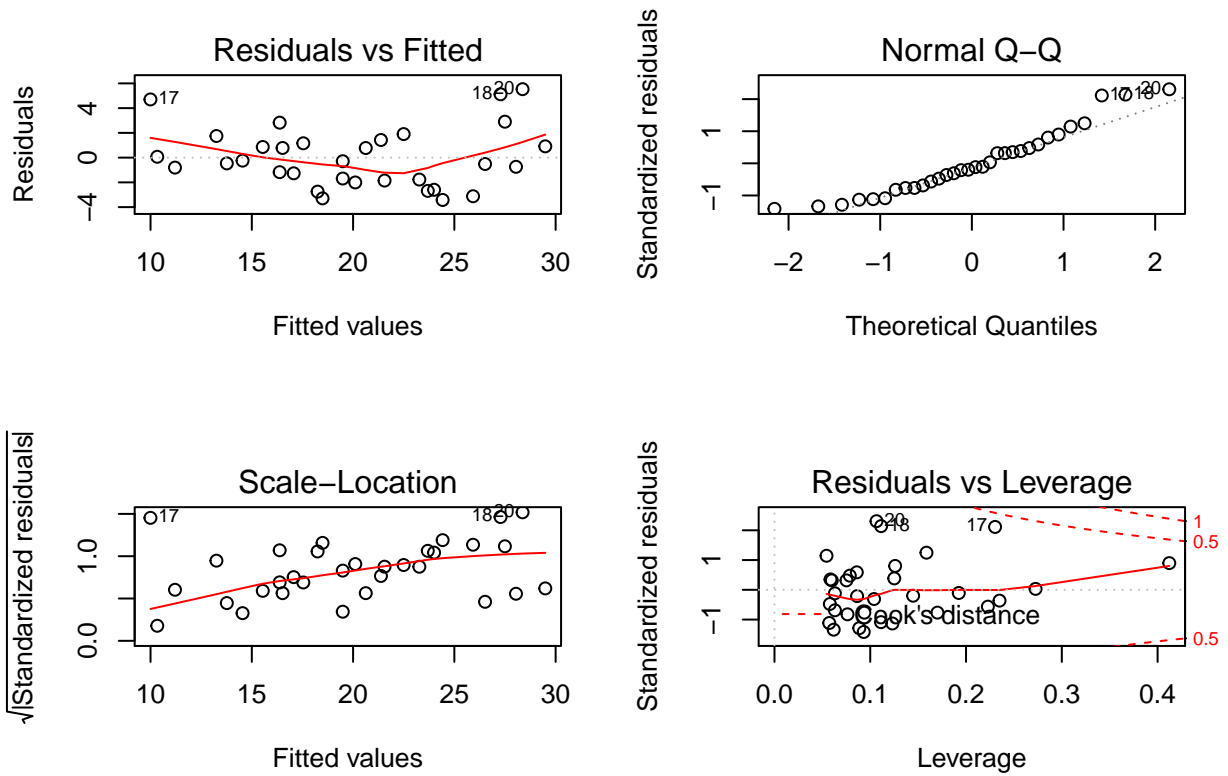 Residuals vs Fitted
Residuals
4
0
−4
17
18
20
10 15 20 25 30
Fitted values
Normal Q−Q
Standardized residuals
1
−1
17
18
20
−2 −1 0 1 2
Theoretical Quantiles
Scale−Location
√|Standardized residuals|
1.0
0.0
17
18
20
10 15 20 25 30
Fitted values
Residuals vs Leverage
Standardized residuals
1
−1
20
18
17
1
0.5
0.5
Cook's distance
0.0 0.1 0.2 0.3 0.4
Leverage